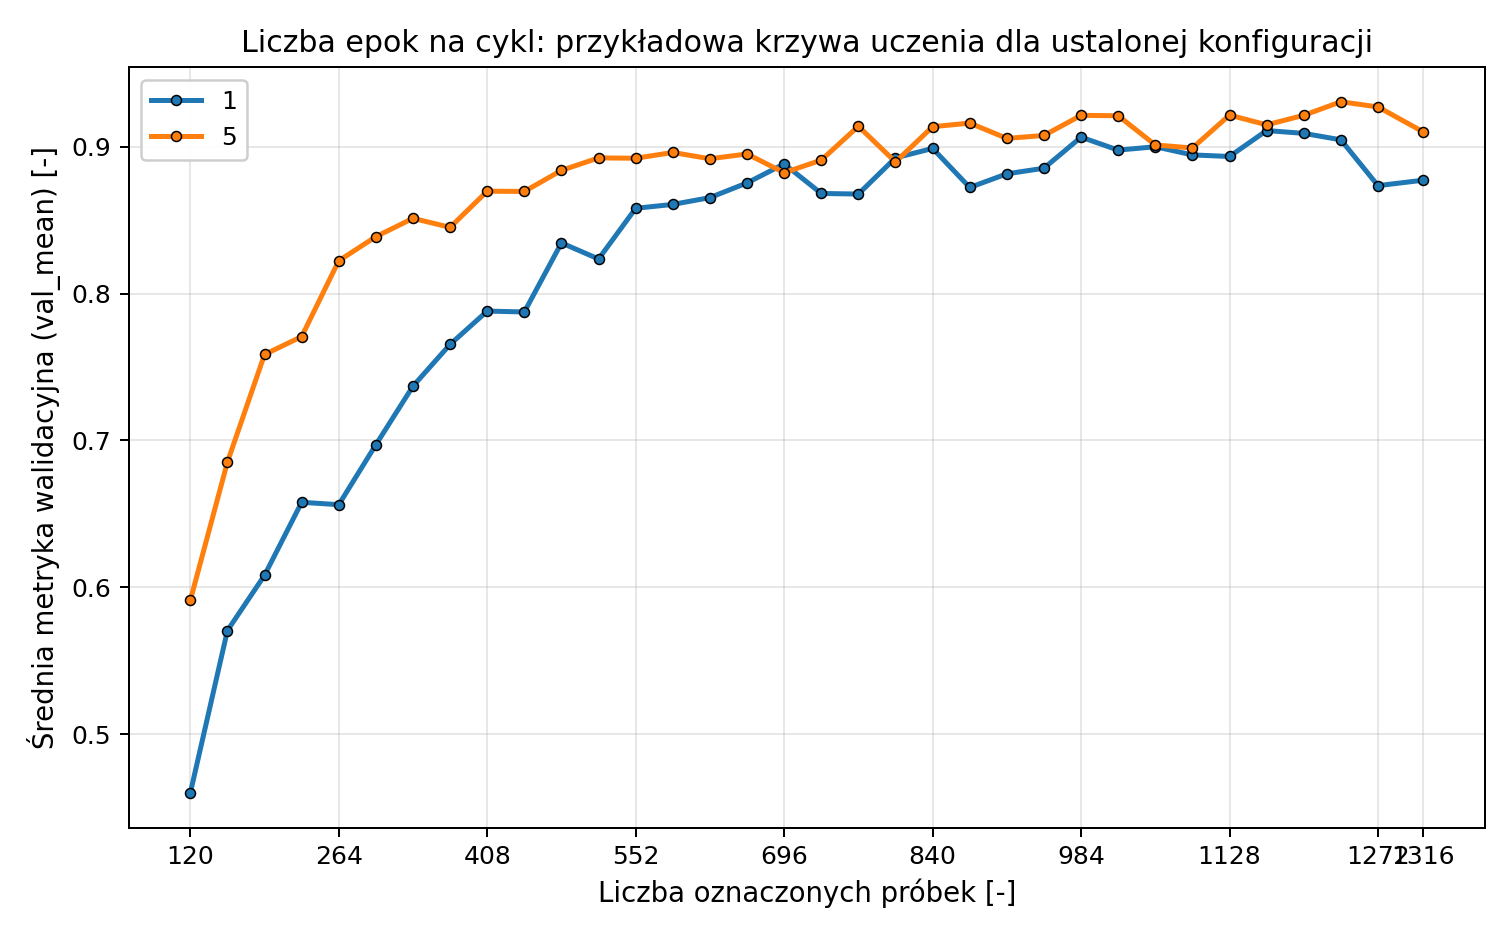 Liczba epok na cykl: przykładowa krzywa uczenia dla ustalonej konfiguracji
1
5
Średnia metryka walidacyjna (val_mean) [-]
0.9
0.8
0.7
0.6
0.5
120 264 408 552 696 840 984 1128 1272 1316
Liczba oznaczonych próbek [-]